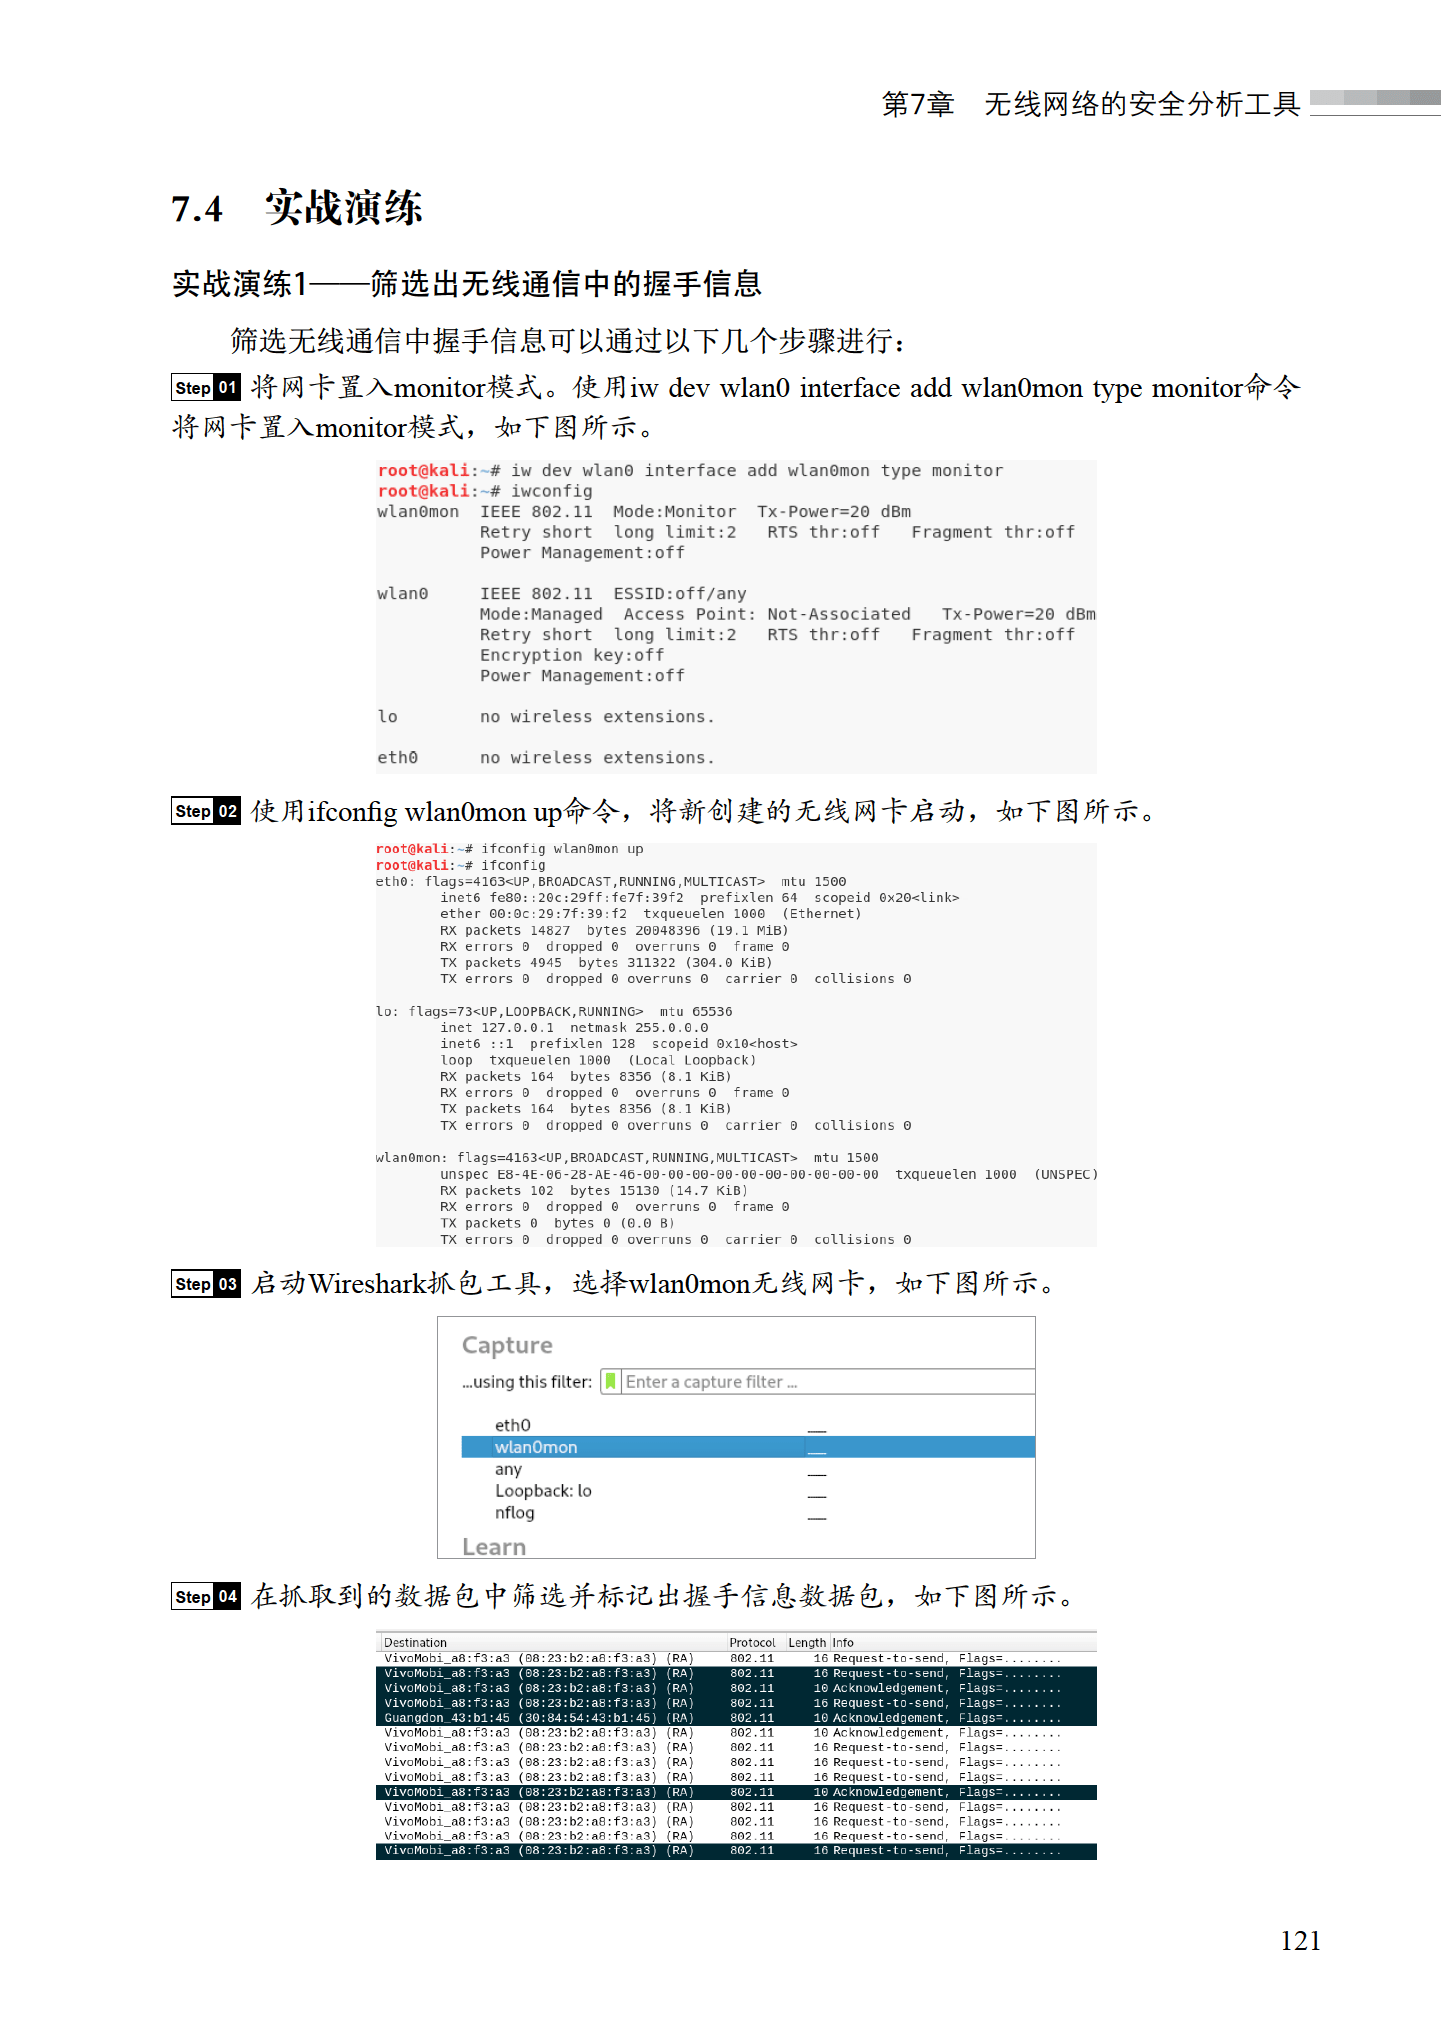 第7章　无线网络的安全分析工具
7.4　实战演练
实战演练1——筛选出无线通信中的握手信息
筛选无线通信中握手信息可以通过以下几个步骤进行：
Step 01 将网卡置入monitor模式。使用iw dev wlan0 interface add wlan0mon type monitor命令
将网卡置入monitor模式，如下图所示。
root@kali:~# iw dev wlan0 interface add wlan0mon type monitor
root@kali:~# iwconfig
wlan0mon  IEEE 802.11  Mode:Monitor  Tx-Power=20 dBm
          Retry short  long limit:2   RTS thr:off   Fragment thr:off
          Power Management:off
wlan0     IEEE 802.11  ESSID:off/any
          Mode:Managed  Access Point: Not-Associated   Tx-Power=20 dBm
          Retry short  long limit:2   RTS thr:off   Fragment thr:off
          Encryption key:off
          Power Management:off
lo        no wireless extensions.
eth0      no wireless extensions.
Step 02 使用ifconfig wlan0mon up命令，将新创建的无线网卡启动，如下图所示。
root@kali:~# ifconfig wlan0mon up
root@kali:~# ifconfig
eth0: flags=4163<UP,BROADCAST,RUNNING,MULTICAST>  mtu 1500
        inet6 fe80::20c:29ff:fe7f:39f2  prefixlen 64  scopeid 0x20<link>
        ether 00:0c:29:7f:39:f2  txqueuelen 1000  (Ethernet)
        RX packets 14827  bytes 20048396 (19.1 MiB)
        RX errors 0  dropped 0  overruns 0  frame 0
        TX packets 4945  bytes 311322 (304.0 KiB)
        TX errors 0  dropped 0 overruns 0  carrier 0  collisions 0
lo: flags=73<UP,LOOPBACK,RUNNING>  mtu 65536
        inet 127.0.0.1  netmask 255.0.0.0
        inet6 ::1  prefixlen 128  scopeid 0x10<host>
        loop  txqueuelen 1000  (Local Loopback)
        RX packets 164  bytes 8356 (8.1 KiB)
        RX errors 0  dropped 0  overruns 0  frame 0
        TX packets 164  bytes 8356 (8.1 KiB)
        TX errors 0  dropped 0 overruns 0  carrier 0  collisions 0
wlan0mon: flags=4163<UP,BROADCAST,RUNNING,MULTICAST>  mtu 1500
        unspec E8-4E-06-28-AE-46-00-00-00-00-00-00-00-00-00-00  txqueuelen 1000  (UNSPEC)
        RX packets 102  bytes 15130 (14.7 KiB)
        RX errors 0  dropped 0  overruns 0  frame 0
        TX packets 0  bytes 0 (0.0 B)
        TX errors 0  dropped 0 overruns 0  carrier 0  collisions 0
Step 03 启动Wireshark抓包工具，选择wlan0mon无线网卡，如下图所示。
Capture
...using this filter: Enter a capture filter ...
eth0
wlan0mon
any
Loopback: lo
nflog
Learn
Step 04 在抓取到的数据包中筛选并标记出握手信息数据包，如下图所示。
Destination Protocol Length Info
VivoMobi_a8:f3:a3 (08:23:b2:a8:f3:a3) (RA) 802.11 16 Request-to-send, Flags=........
VivoMobi_a8:f3:a3 (08:23:b2:a8:f3:a3) (RA) 802.11 16 Request-to-send, Flags=........
VivoMobi_a8:f3:a3 (08:23:b2:a8:f3:a3) (RA) 802.11 10 Acknowledgement, Flags=........
VivoMobi_a8:f3:a3 (08:23:b2:a8:f3:a3) (RA) 802.11 16 Request-to-send, Flags=........
Guangdon_43:b1:45 (30:84:54:43:b1:45) (RA) 802.11 10 Acknowledgement, Flags=........
VivoMobi_a8:f3:a3 (08:23:b2:a8:f3:a3) (RA) 802.11 10 Acknowledgement, Flags=........
VivoMobi_a8:f3:a3 (08:23:b2:a8:f3:a3) (RA) 802.11 16 Request-to-send, Flags=........
VivoMobi_a8:f3:a3 (08:23:b2:a8:f3:a3) (RA) 802.11 16 Request-to-send, Flags=........
VivoMobi_a8:f3:a3 (08:23:b2:a8:f3:a3) (RA) 802.11 16 Request-to-send, Flags=........
VivoMobi_a8:f3:a3 (08:23:b2:a8:f3:a3) (RA) 802.11 10 Acknowledgement, Flags=........
VivoMobi_a8:f3:a3 (08:23:b2:a8:f3:a3) (RA) 802.11 16 Request-to-send, Flags=........
VivoMobi_a8:f3:a3 (08:23:b2:a8:f3:a3) (RA) 802.11 16 Request-to-send, Flags=........
VivoMobi_a8:f3:a3 (08:23:b2:a8:f3:a3) (RA) 802.11 16 Request-to-send, Flags=........
VivoMobi_a8:f3:a3 (08:23:b2:a8:f3:a3) (RA) 802.11 16 Request-to-send, Flags=........
121